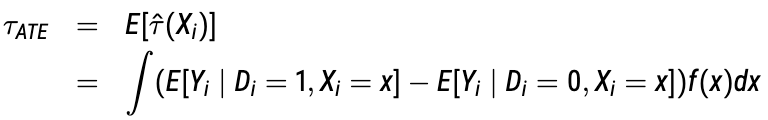 τ_ATE = E[τ̂(X_i)]
= ∫(E[Y_i | D_i = 1, X_i = x] − E[Y_i | D_i = 0, X_i = x])f(x)dx